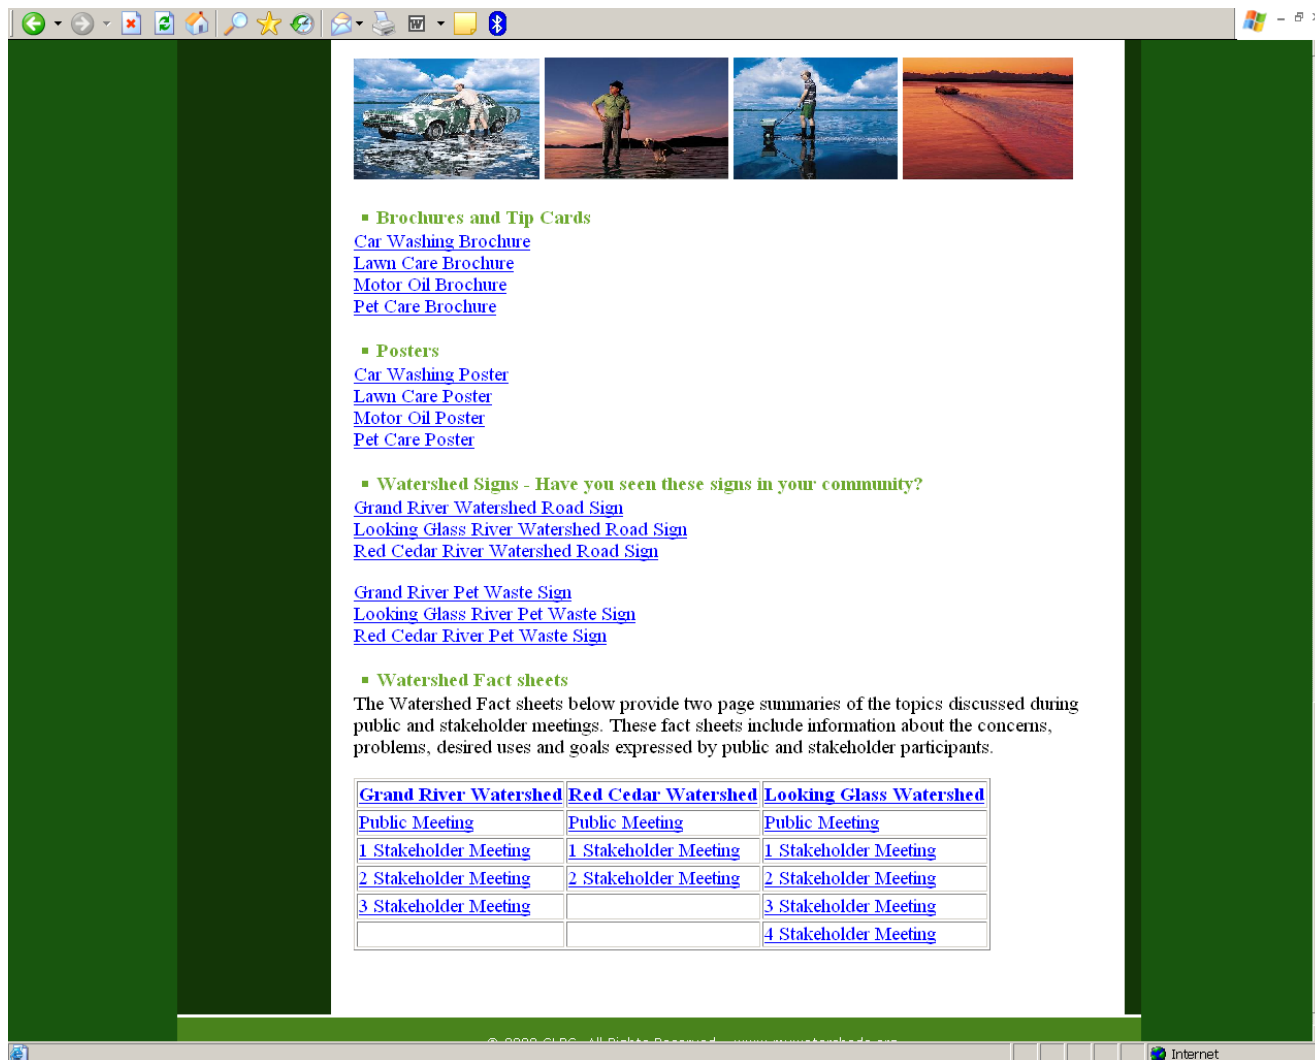 Brochures and Tip Cards
Car Washing Brochure
Lawn Care Brochure
Motor Oil Brochure
Pet Care Brochure
Posters
Car Washing Poster
Lawn Care Poster
Motor Oil Poster
Pet Care Poster
Watershed Signs - Have you seen these signs in your community?
Grand River Watershed Road Sign
Looking Glass River Watershed Road Sign
Red Cedar River Watershed Road Sign
Grand River Pet Waste Sign
Looking Glass River Pet Waste Sign
Red Cedar River Pet Waste Sign
Watershed Fact sheets
The Watershed Fact sheets below provide two page summaries of the topics discussed during
public and stakeholder meetings. These fact sheets include information about the concerns,
problems, desired uses and goals expressed by public and stakeholder participants.
Grand River Watershed Red Cedar Watershed Looking Glass Watershed
Public Meeting Public Meeting Public Meeting
1 Stakeholder Meeting 1 Stakeholder Meeting 1 Stakeholder Meeting
2 Stakeholder Meeting 2 Stakeholder Meeting 2 Stakeholder Meeting
3 Stakeholder Meeting 3 Stakeholder Meeting
4 Stakeholder Meeting
All Rights Reserved
Internet